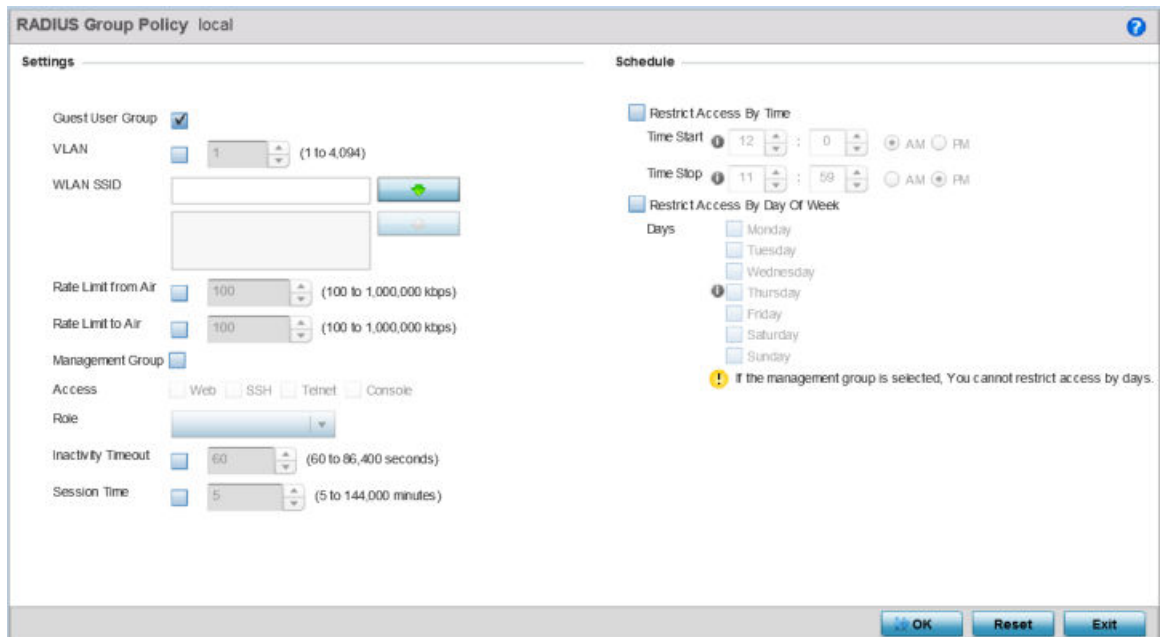 RADIUS Group Policy local
?
Settings
Guest User Group
VLAN 1 (1 to 4,094)
WLAN SSID
Rate Limit from Air 100 (100 to 1,000,000 kbps)
Rate Limit to Air 100 (100 to 1,000,000 kbps)
Management Group
Access Web SSH Telnet Console
Role
Inactivity Timeout 60 (60 to 86,400 seconds)
Session Time 5 (5 to 144,000 minutes)
Schedule
Restrict Access By Time
Time Start i 12 : 0 AM PM
Time Stop i 11 : 59 AM PM
Restrict Access By Day Of Week
Days Monday
Tuesday
Wednesday
i Thursday
Friday
Saturday
Sunday
! If the management group is selected, You cannot restrict access by days.
OK Reset Exit